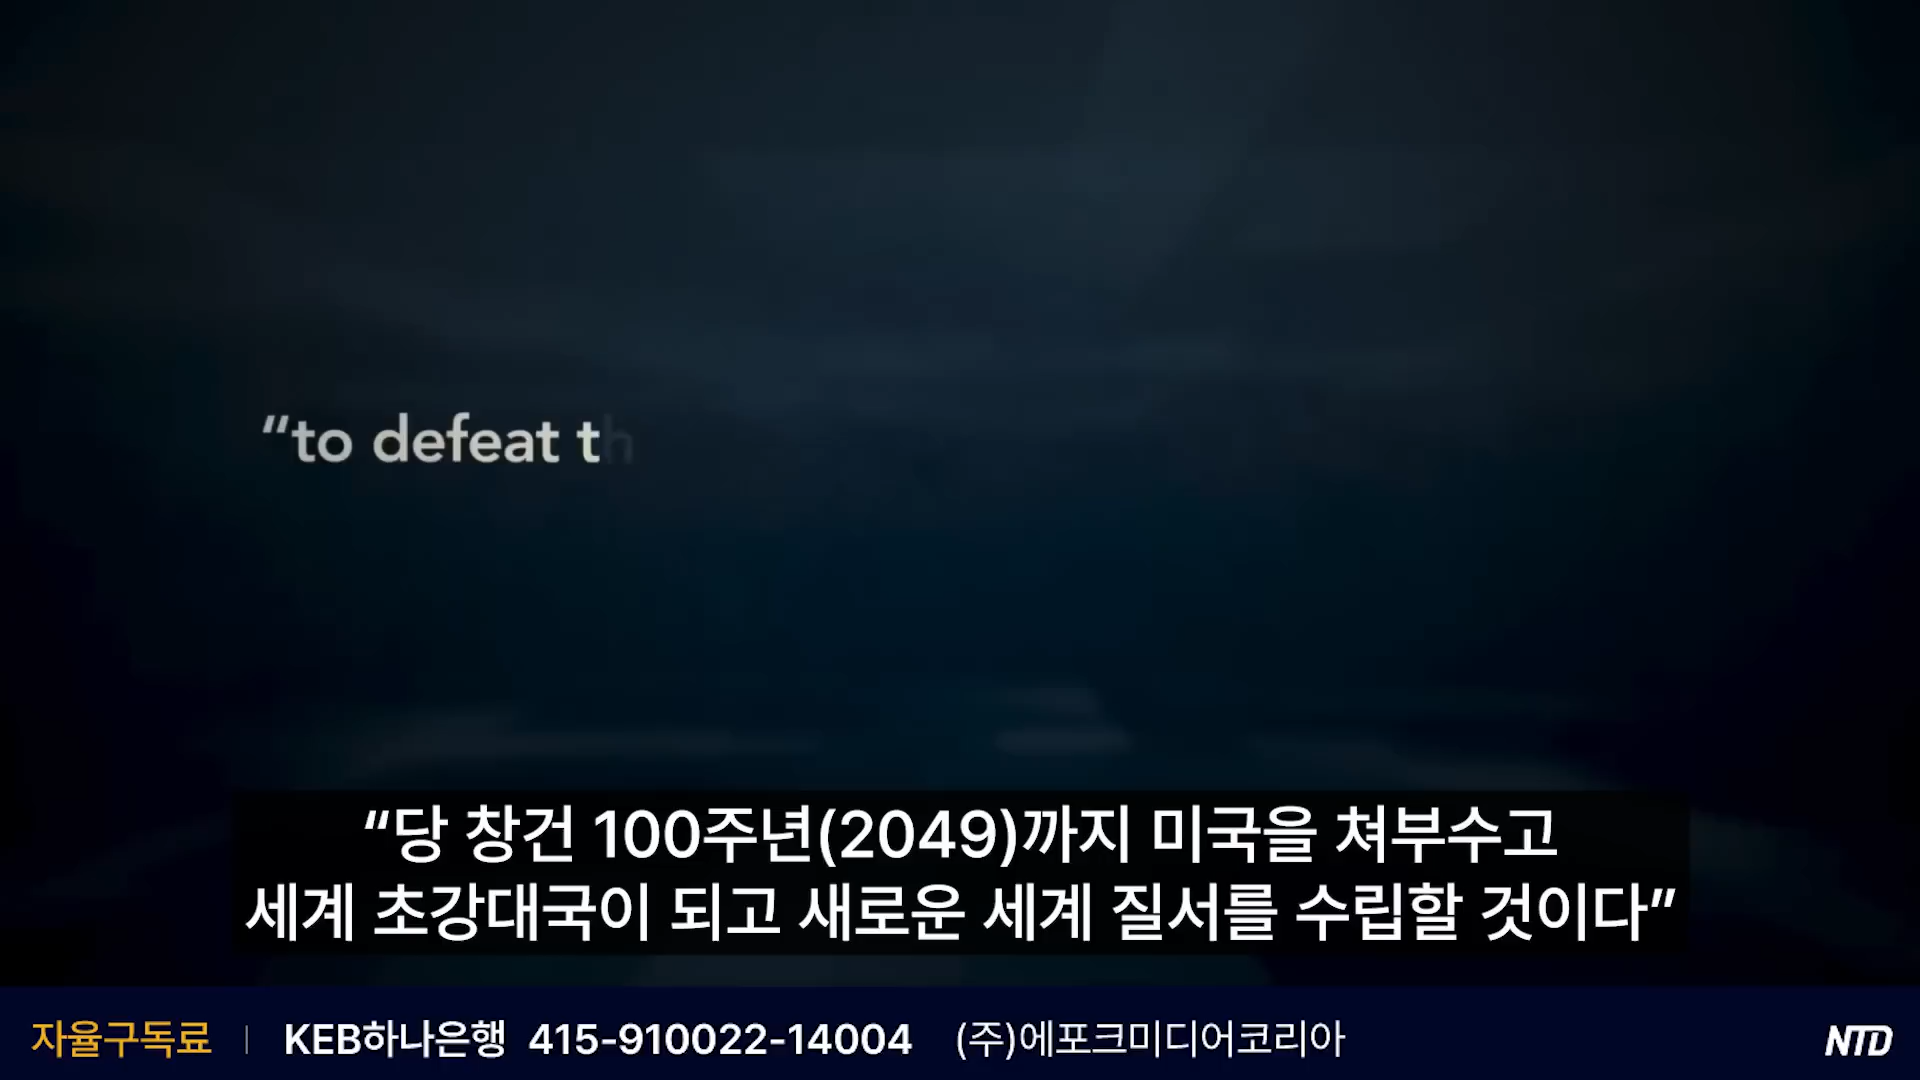 “to defeat th
“당 창건 100주년(2049)까지 미국을 쳐부수고
세계 초강대국이 되고 새로운 세계 질서를 수립할 것이다”
자율구독료 | KEB하나은행 415-910022-14004 (주)에포크미디어코리아
NTD